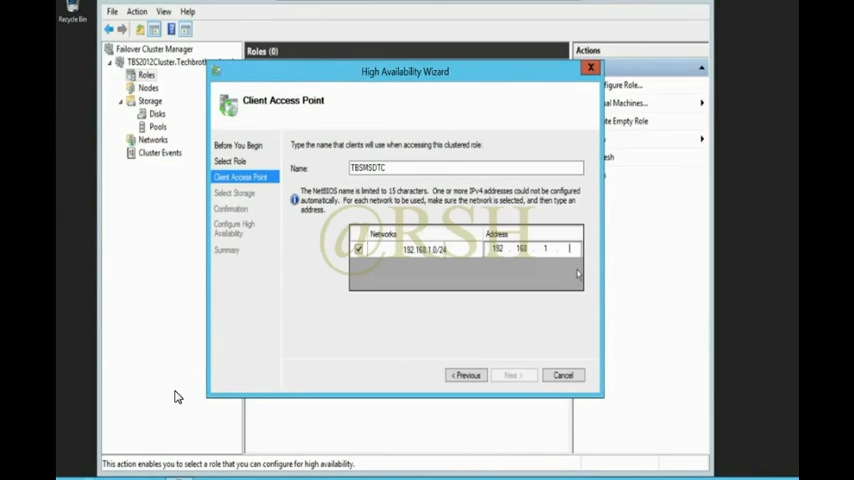 Recycle Bin
File Action View Help
Failover Cluster Manager
TBS2012Cluster.Techbroth
Roles
Nodes
Storage
Disks
Pools
Networks
Cluster Events
Roles (0)
Actions
figure Role...
ual Machines...
te Empty Role
esh
High Availability Wizard
X
Client Access Point
Before You Begin
Select Role
Client Access Point
Select Storage
Confirmation
Configure High
Availability
Summary
Type the name that clients will use when accessing this clustered role:
Name: TBSMSDTC
The NetBIOS name is limited to 15 characters. One or more IPv4 addresses could not be configured
automatically. For each network to be used, make sure the network is selected, and then type an
address.
Networks Address
192.168.1.0/24 192 . 168 . 1 .
@RSH
< Previous Next > Cancel
This action enables you to select a role that you can configure for high availability.